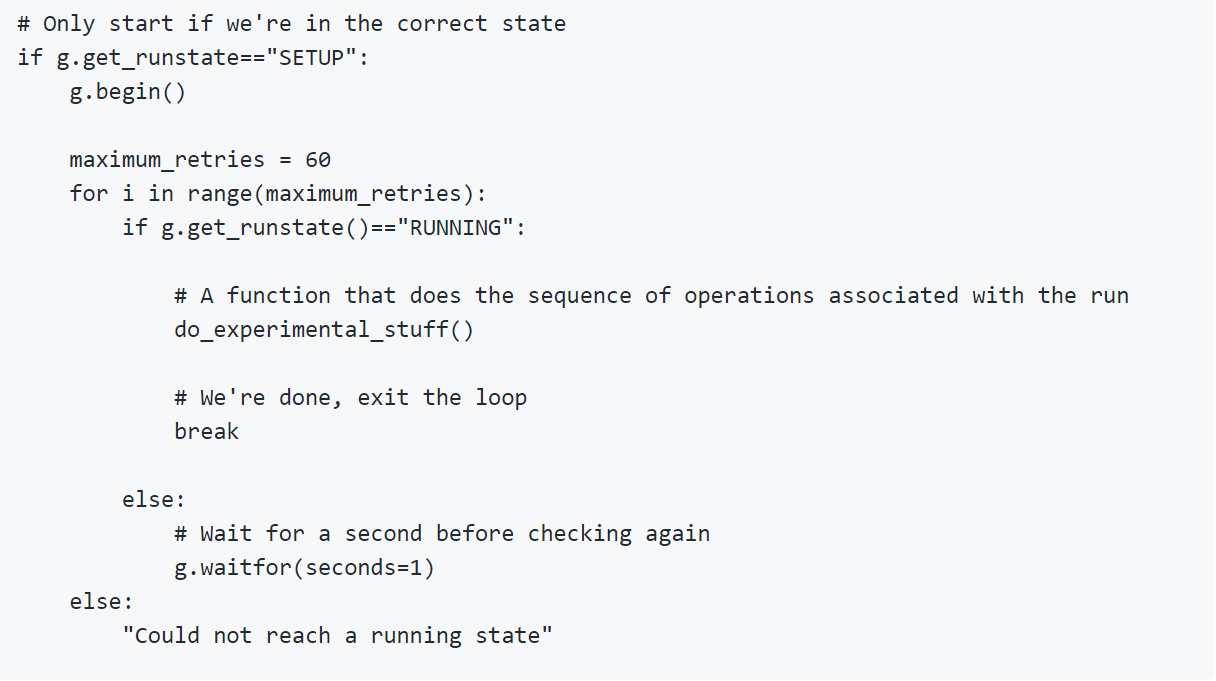 # Only start if we're in the correct state
if g.get_runstate=="SETUP":
    g.begin()

    maximum_retries = 60
    for i in range(maximum_retries):
        if g.get_runstate()=="RUNNING":

            # A function that does the sequence of operations associated with the run
            do_experimental_stuff()

            # We're done, exit the loop
            break

        else:
            # Wait for a second before checking again
            g.waitfor(seconds=1)
    else:
        "Could not reach a running state"